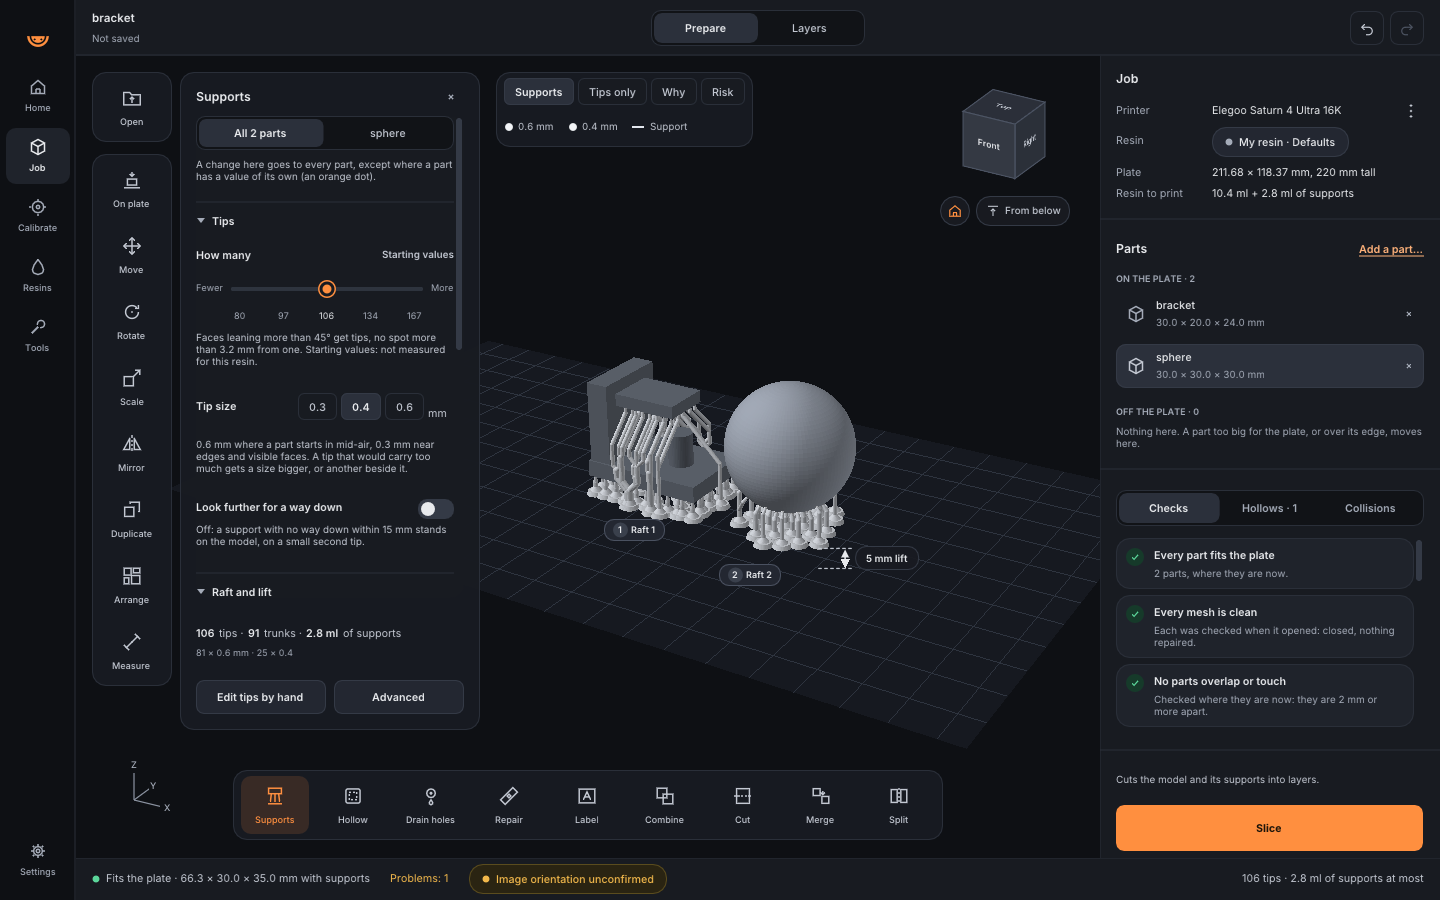 bracket
Not saved
Prepare
Layers
Home
Job
Calibrate
Resins
Tools
Settings
Open
On plate
Move
Rotate
Scale
Mirror
Duplicate
Arrange
Measure
Supports
×
All 2 parts
sphere
A change here goes to every part, except where a part
has a value of its own (an orange dot).
Tips
How many
Starting values
Fewer
More
80 97 106 134 167
Faces leaning more than 45° get tips, no spot more
than 3.2 mm from one. Starting values: not measured
for this resin.
Tip size
0.3 0.4 0.6 mm
0.6 mm where a part starts in mid-air, 0.3 mm near
edges and visible faces. A tip that would carry too
much gets a size bigger, or another beside it.
Look further for a way down
Off: a support with no way down within 15 mm stands
on the model, on a small second tip.
Raft and lift
106 tips · 91 trunks · 2.8 ml of supports
81 × 0.6 mm · 25 × 0.4
Edit tips by hand
Advanced
Supports
Tips only
Why
Risk
0.6 mm
0.4 mm
Support
Top
Front
Right
From below
1 Raft 1
2 Raft 2
5 mm lift
Z
Y
X
Supports
Hollow
Drain holes
Repair
Label
Combine
Cut
Merge
Split
Job
Printer Elegoo Saturn 4 Ultra 16K
Resin My resin · Defaults
Plate 211.68 × 118.37 mm, 220 mm tall
Resin to print 10.4 ml + 2.8 ml of supports
Parts
Add a part...
ON THE PLATE · 2
bracket
30.0 × 20.0 × 24.0 mm
×
sphere
30.0 × 30.0 × 30.0 mm
×
OFF THE PLATE · 0
Nothing here. A part too big for the plate, or over its edge, moves
here.
Checks
Hollows · 1
Collisions
Every part fits the plate
2 parts, where they are now.
Every mesh is clean
Each was checked when it opened: closed, nothing
repaired.
No parts overlap or touch
Checked where they are now: they are 2 mm or
more apart.
Cuts the model and its supports into layers.
Slice
Fits the plate · 66.3 × 30.0 × 35.0 mm with supports
Problems: 1
Image orientation unconfirmed
106 tips · 2.8 ml of supports at most